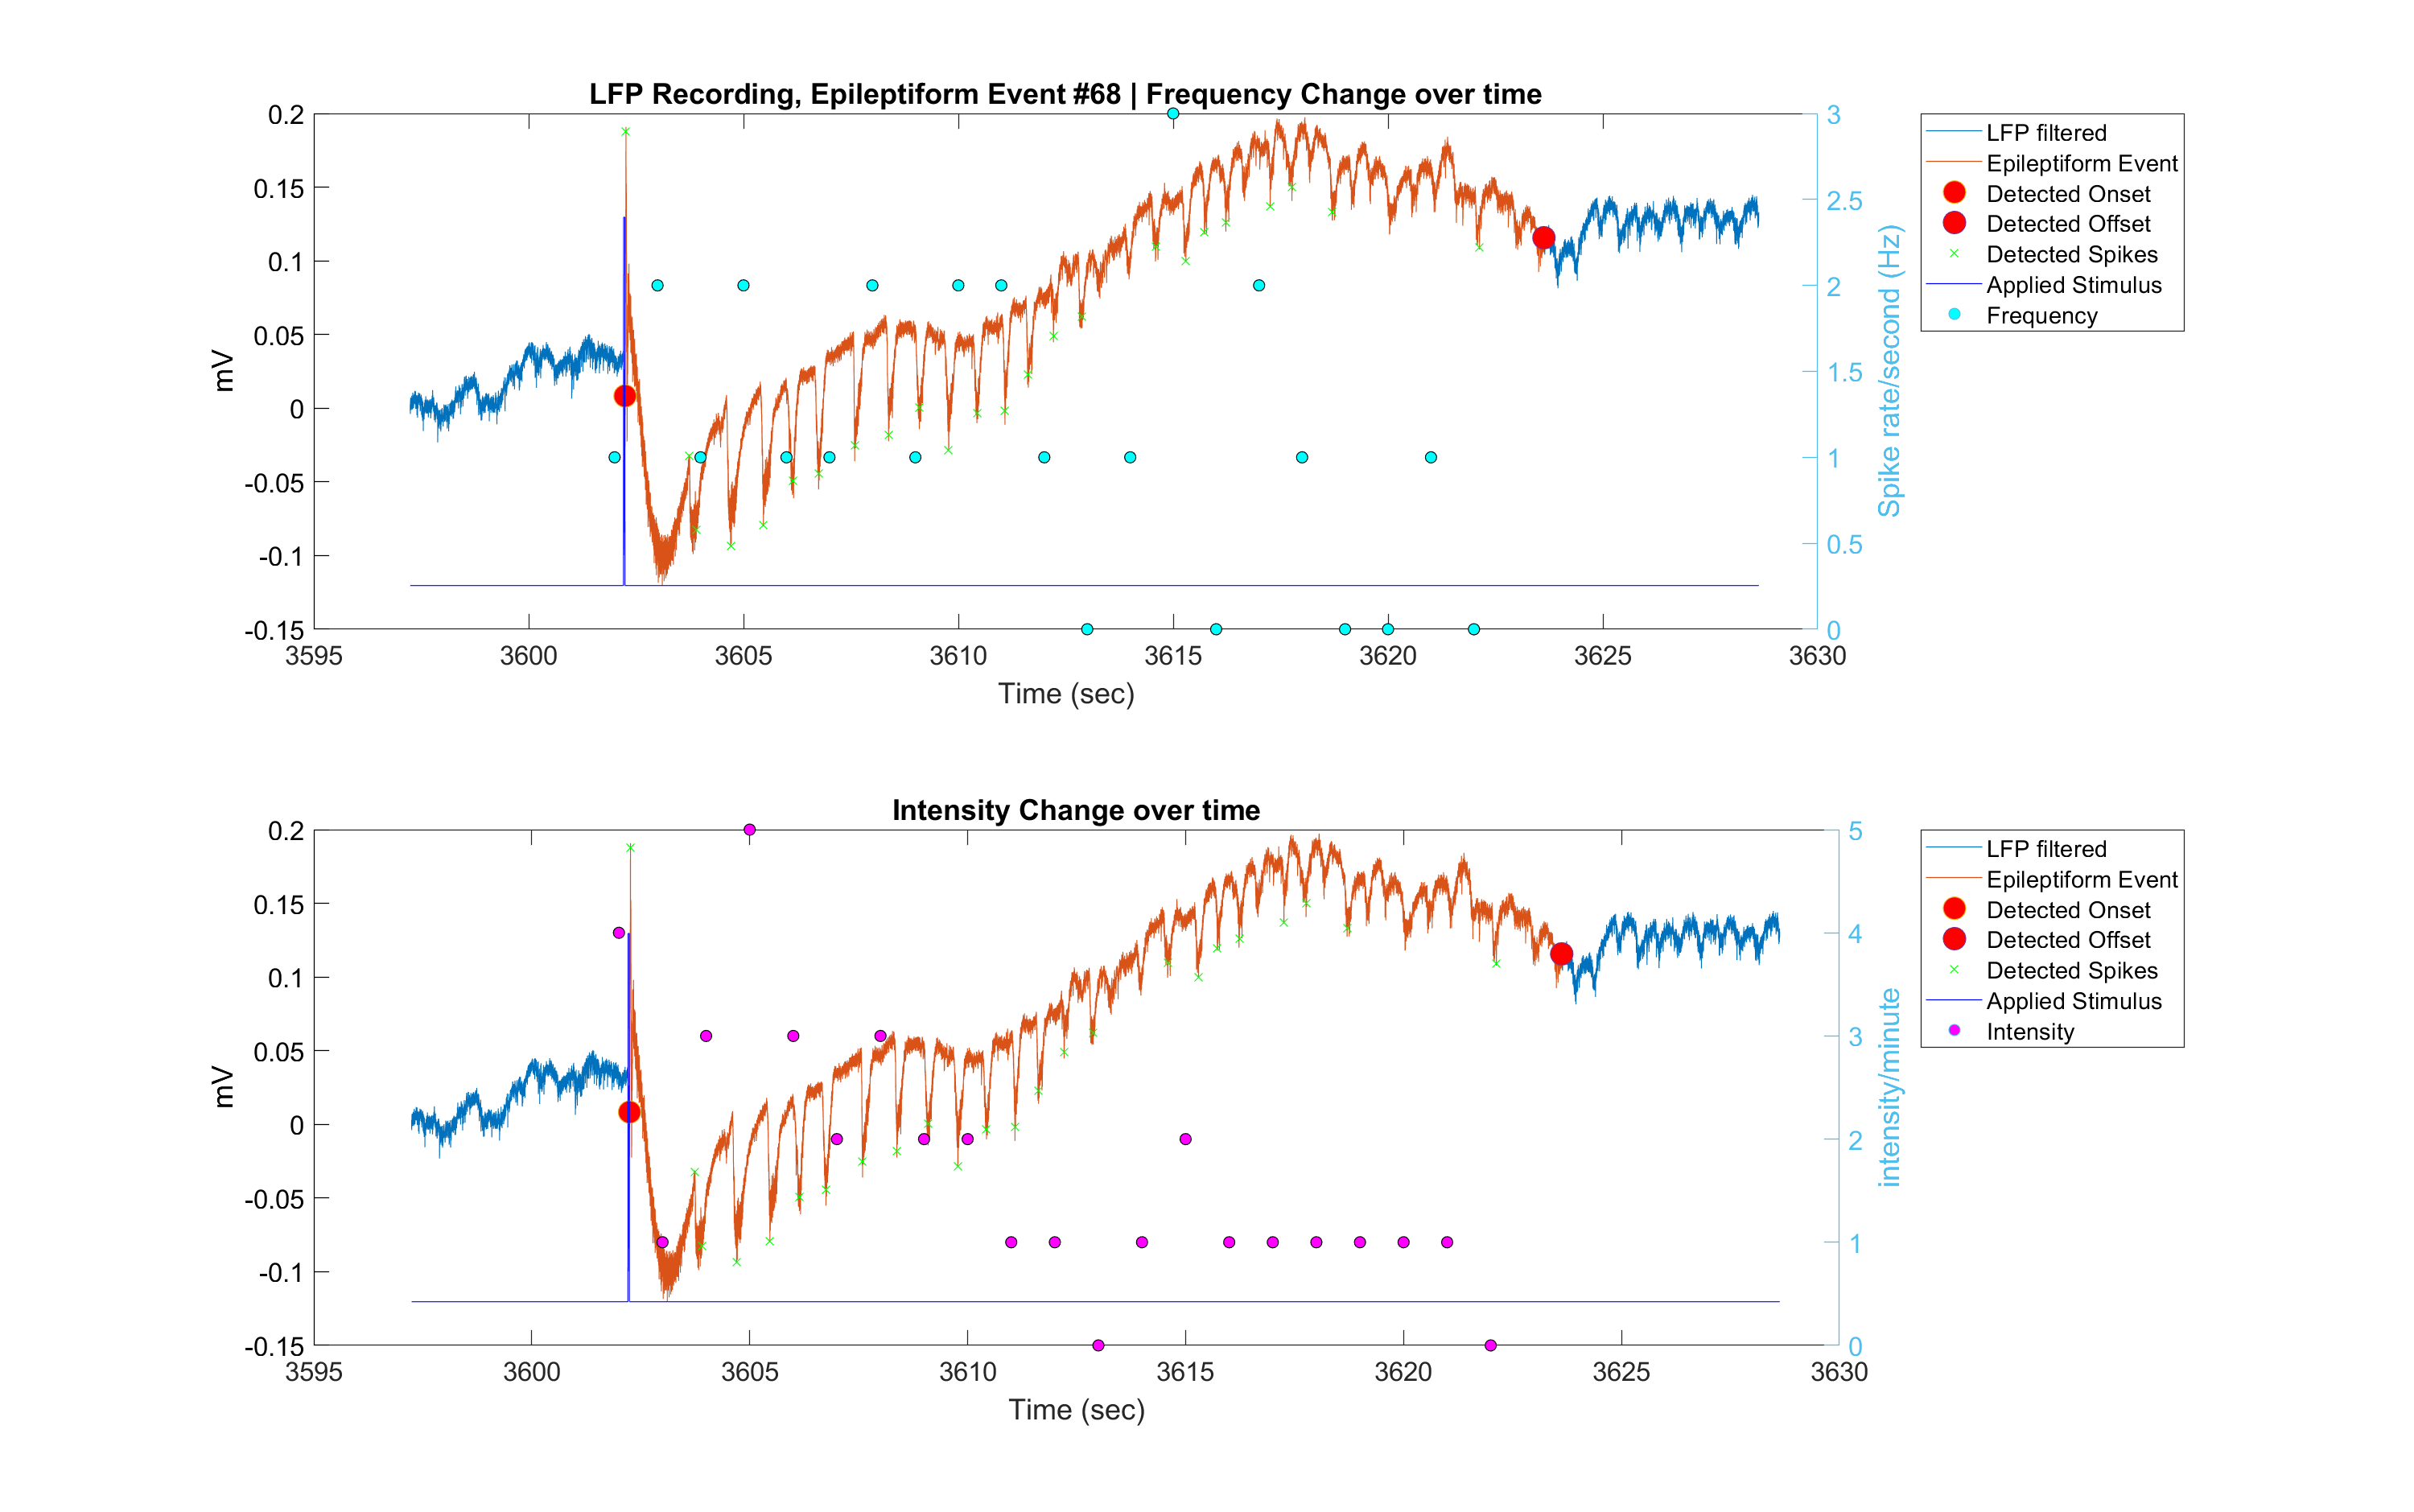 LFP Recording, Epileptiform Event #68 | Frequency Change over time
0.2
0.15
0.1
0.05
0
-0.05
-0.1
-0.15
mV
3595
3600
3605
3610
3615
3620
3625
3630
Time (sec)
3
2.5
2
1.5
1
0.5
0
Spike rate/second (Hz)
LFP filtered
Epileptiform Event
Detected Onset
Detected Offset
Detected Spikes
Applied Stimulus
Frequency
Intensity Change over time
0.2
0.15
0.1
0.05
0
-0.05
-0.1
-0.15
mV
3595
3600
3605
3610
3615
3620
3625
3630
Time (sec)
5
4
3
2
1
0
intensity/minute
LFP filtered
Epileptiform Event
Detected Onset
Detected Offset
Detected Spikes
Applied Stimulus
Intensity